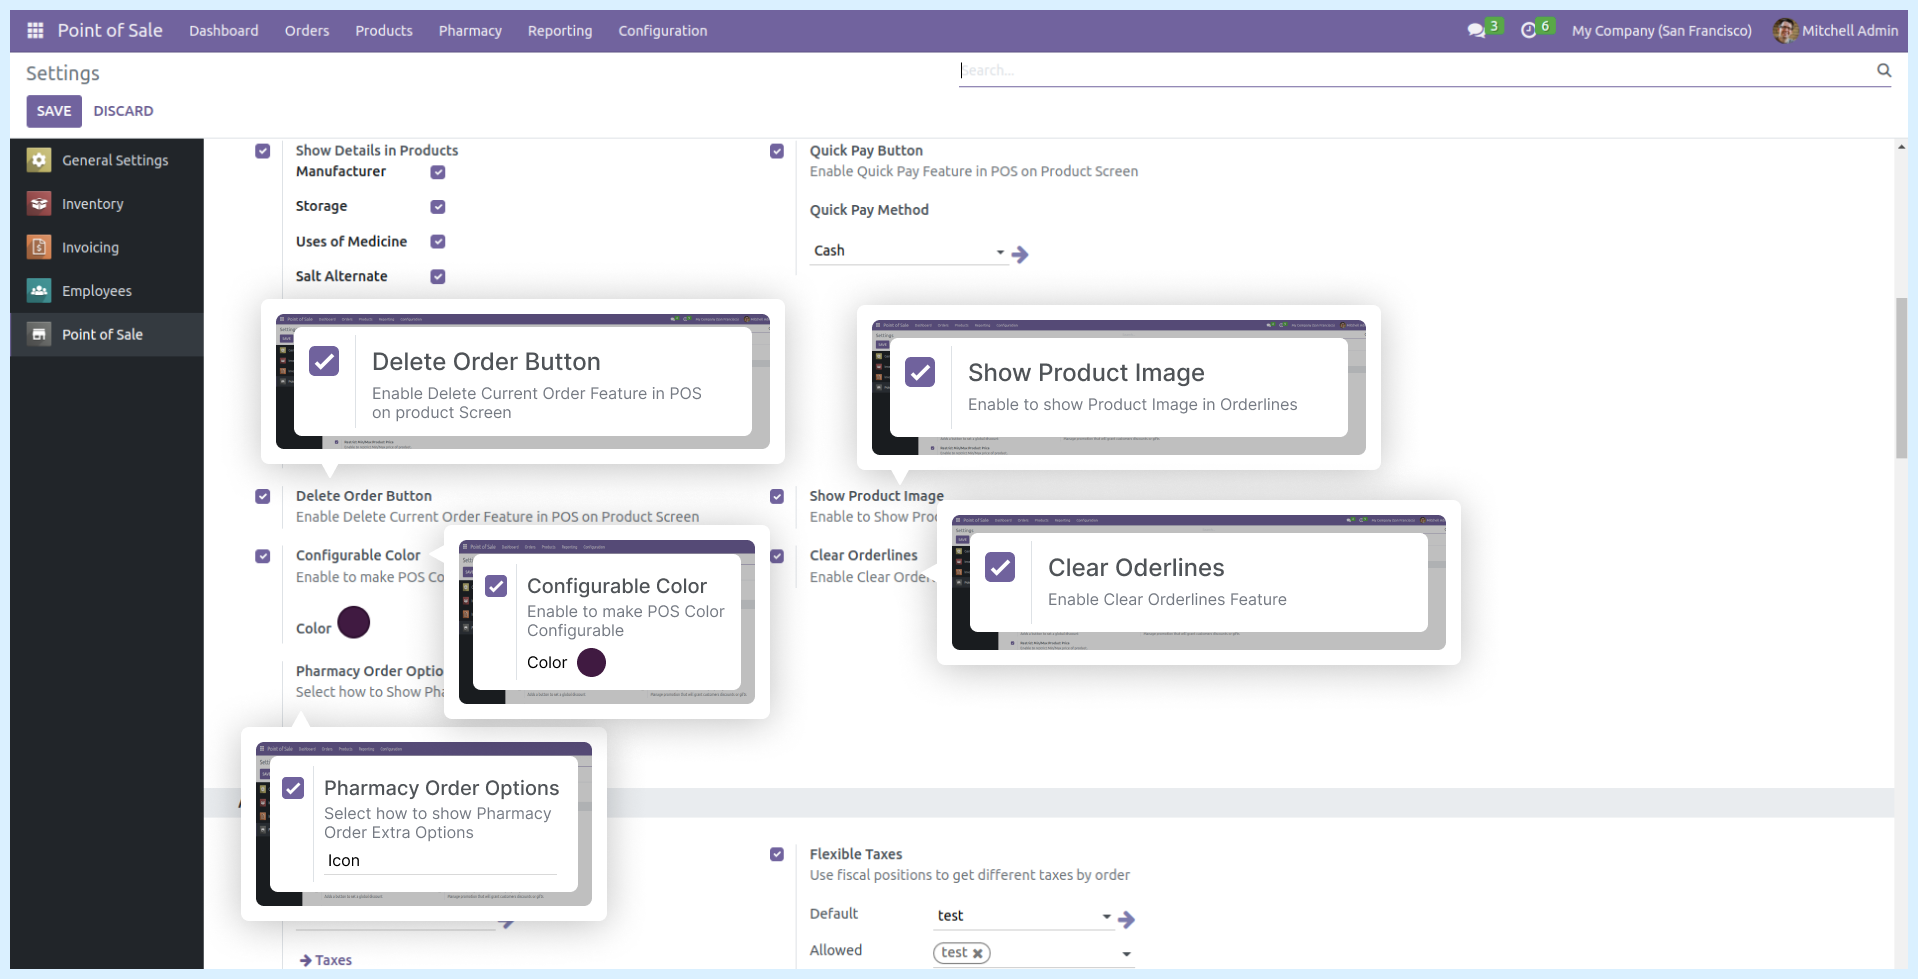 Point of Sale Dashboard Orders Products Pharmacy Reporting Configuration 3 6 My Company (San Francisco) Mitchell Admin
Settings
Search...
SAVE DISCARD
General Settings
Inventory
Invoicing
Employees
Point of Sale
Show Details in Products
Manufacturer
Storage
Uses of Medicine
Salt Alternate
Quick Pay Button
Enable Quick Pay Feature in POS on Product Screen
Quick Pay Method
Cash
Delete Order Button
Enable Delete Current Order Feature in POS
on product Screen
Show Product Image
Enable to show Product Image in Orderlines
Delete Order Button
Enable Delete Current Order Feature in POS on Product Screen
Show Product Image
Enable to Show Pro
Configurable Color
Enable to make POS Co
Color
Configurable Color
Enable to make POS Color
Configurable
Color
Clear Orderlines
Enable Clear Order
Clear Oderlines
Enable Clear Orderlines Feature
Pharmacy Order Optio
Select how to Show Pha
Pharmacy Order Options
Select how to show Pharmacy
Order Extra Options
Icon
Flexible Taxes
Use fiscal positions to get different taxes by order
Default test
Allowed test
Taxes